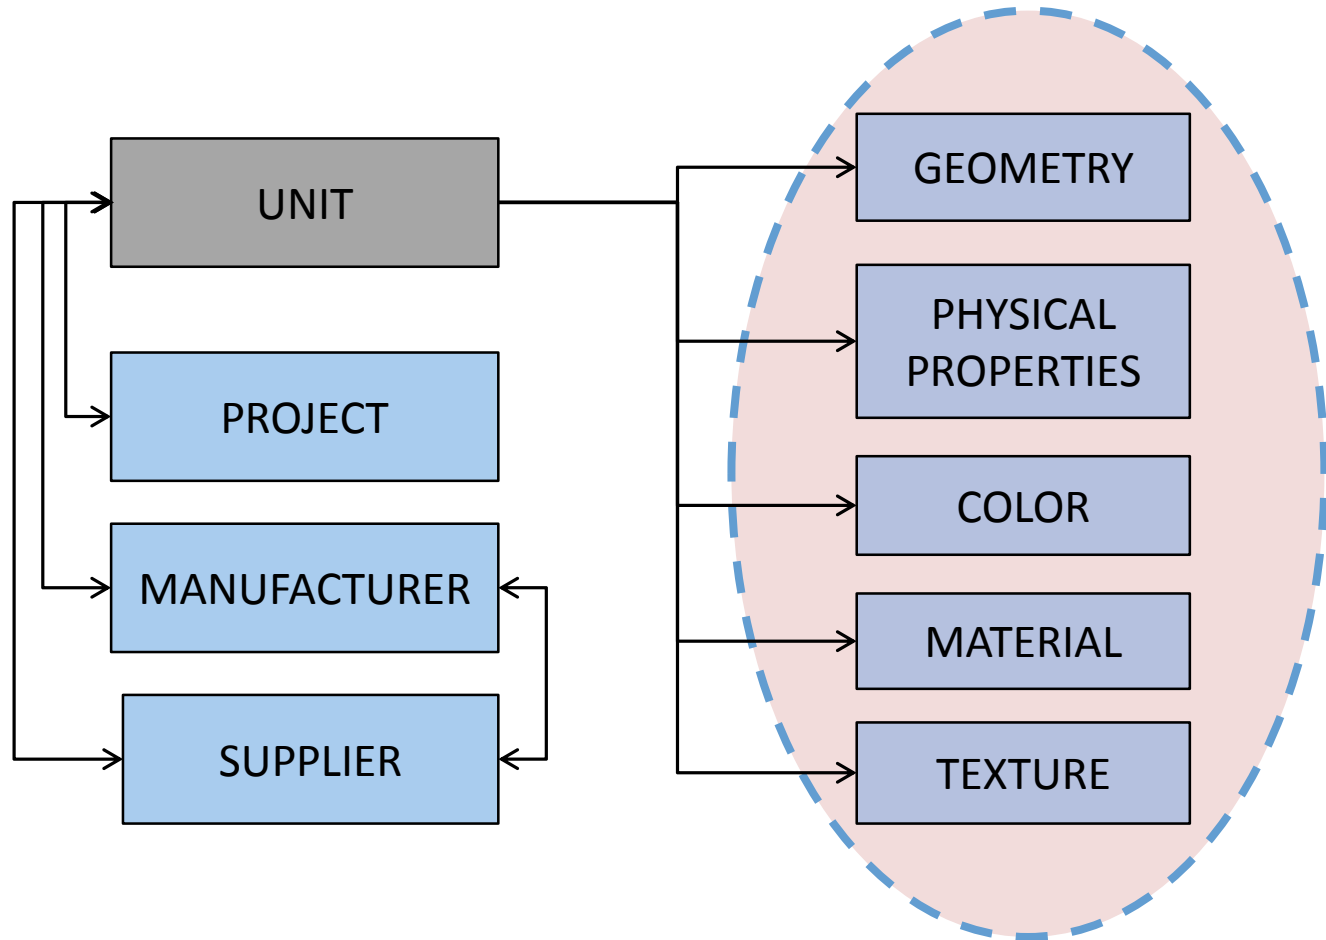 UNIT
PROJECT
MANUFACTURER
SUPPLIER
GEOMETRY
PHYSICAL
PROPERTIES
COLOR
MATERIAL
TEXTURE